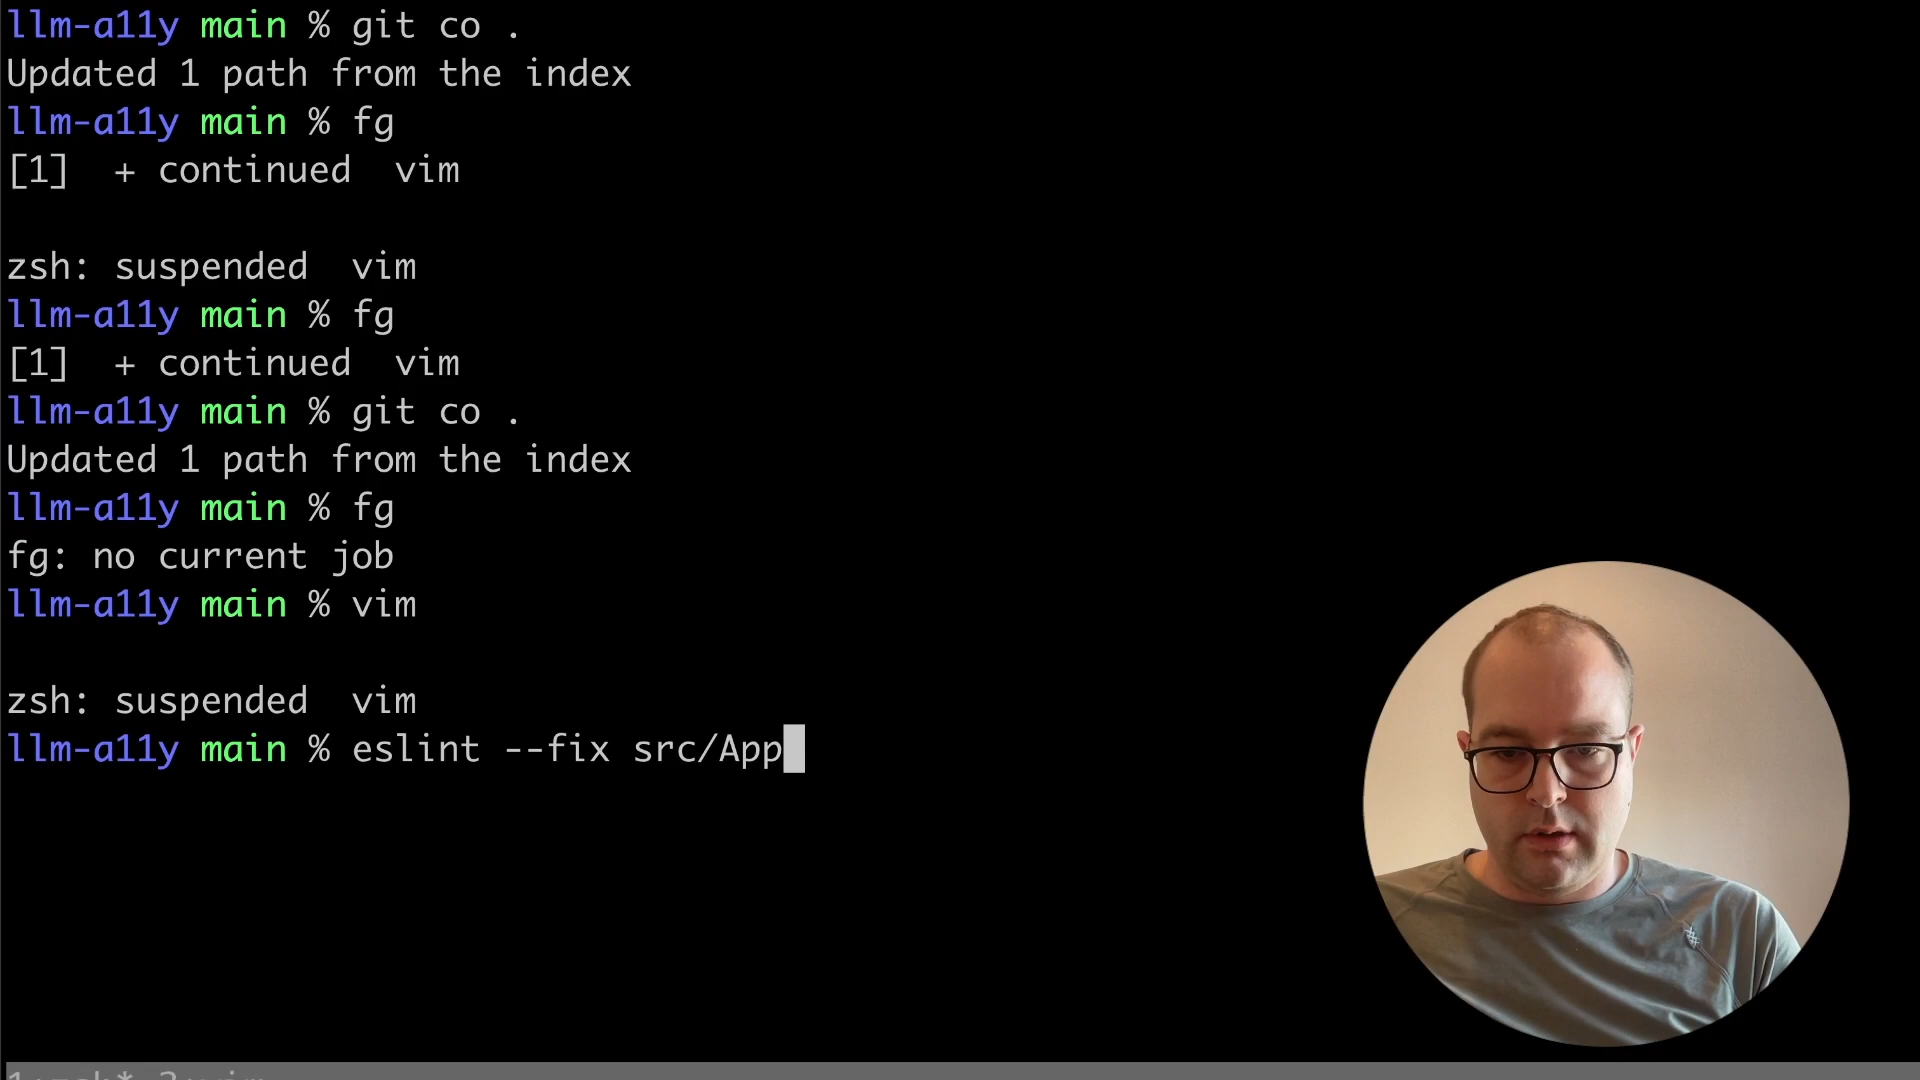 llm-a11y main % git co .
Updated 1 path from the index
llm-a11y main % fg
[1]  + continued  vim
zsh: suspended  vim
llm-a11y main % fg
[1]  + continued  vim
llm-a11y main % git co .
Updated 1 path from the index
llm-a11y main % fg
fg: no current job
llm-a11y main % vim
zsh: suspended  vim
llm-a11y main % eslint --fix src/App